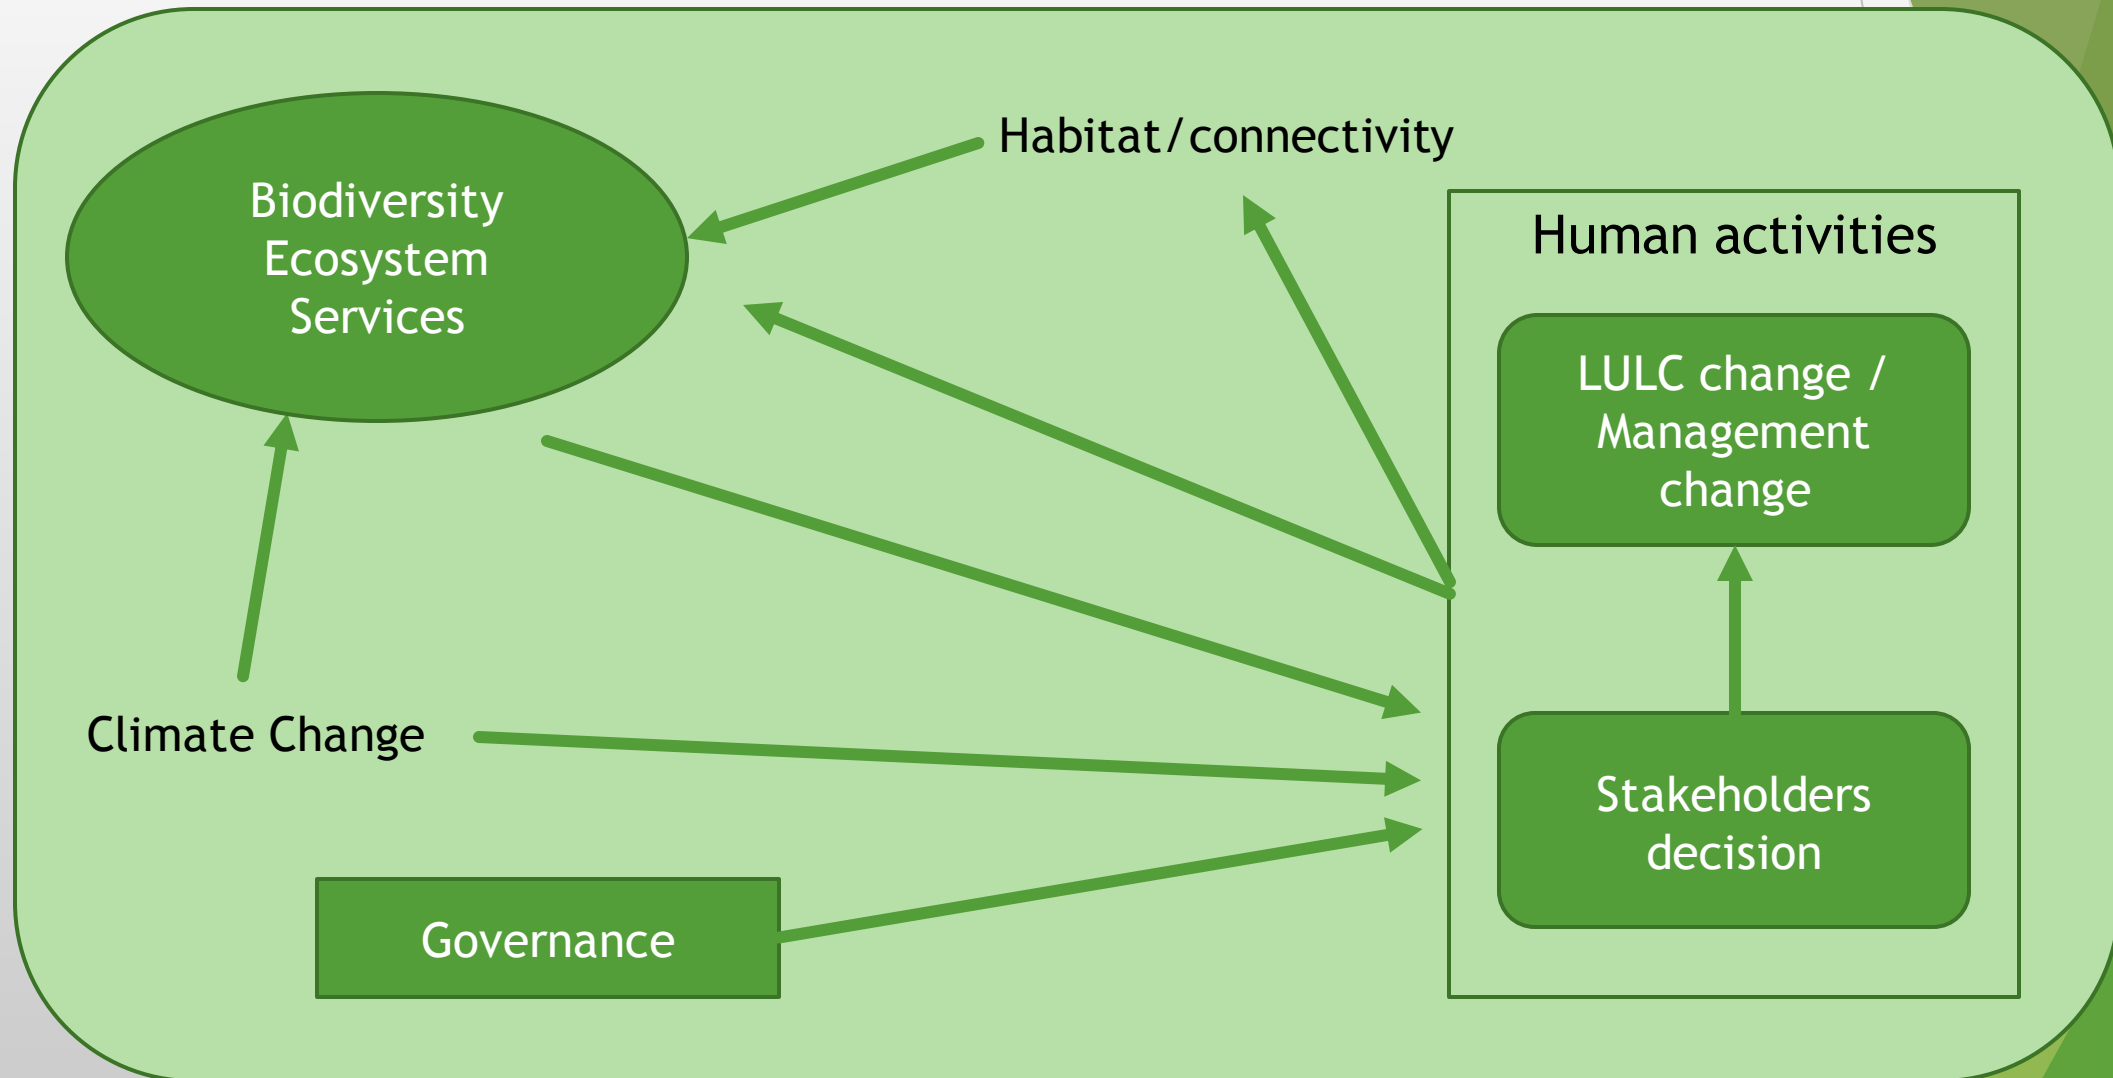 Habitat/connectivity
Biodiversity
Ecosystem
Services
Human activities
LULC change /
Management
change
Climate Change
Stakeholders
decision
Governance